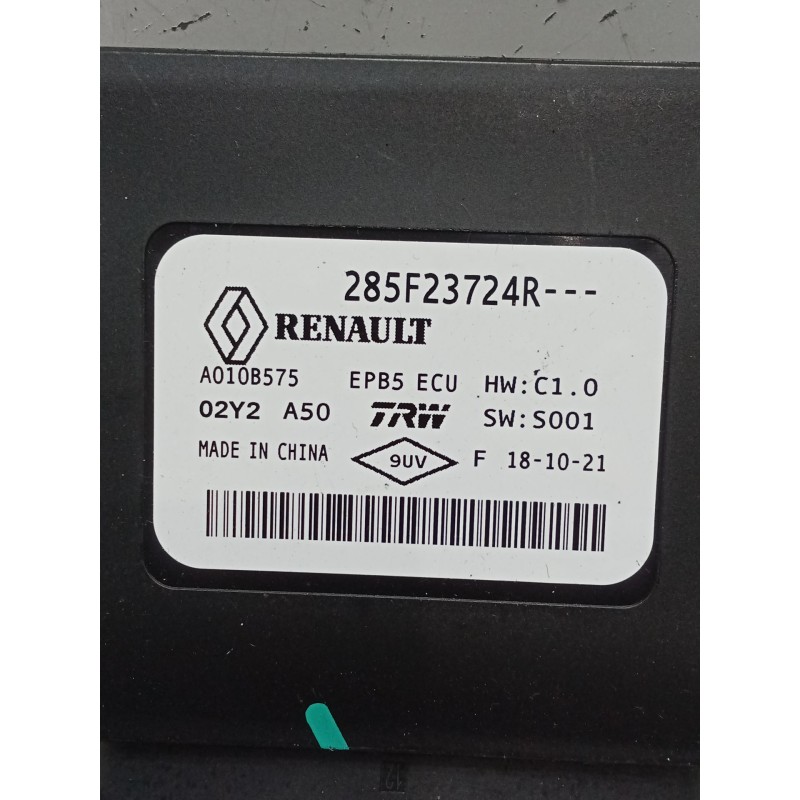 285F23724R---
RENAULT
A010B575 EPB5 ECU HW:C1.0
02Y2 A50 TRW SW:S001
MADE IN CHINA 9UV F 18-10-21
12